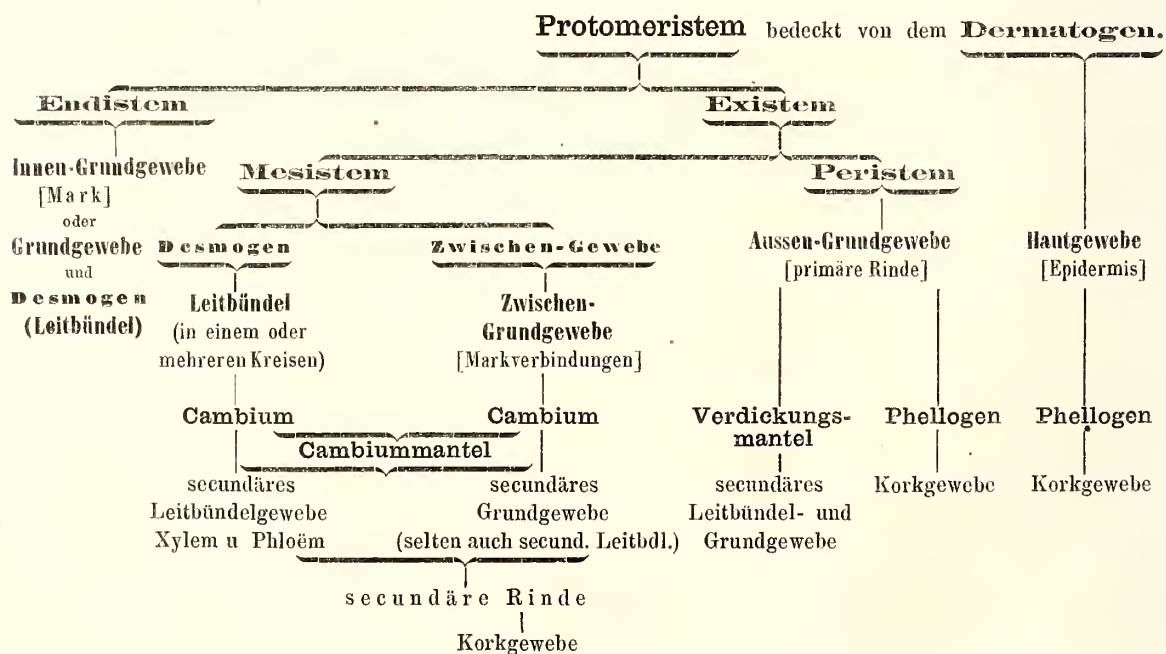 Protomeristem bedeckt von dem Dermatogen.
Endistem Existem
Innen-Grundgewebe
[Mark]
oder
Grundgewebe
und
Desmogen
(Leitbündel)
Mesistem Peristem
Desmogen Zwischen-Gewebe
Aussen-Grundgewebe
[primäre Rinde]
Hautgewebe
[Epidermis]
Leitbündel
(in einem oder
mehreren Kreisen)
Zwischen-
Grundgewebe
[Markverbindungen]
Cambium Cambium
Cambiummantel
Verdickungs-
mantel
Phellogen Phellogen
secundäres
Leitbündelgewebe
Xylem u Phloëm
secundäres
Grundgewebe
(selten auch secund. Leitbdl.)
secundäres
Leitbündel- und
Grundgewebe
Korkgewebe Korkgewebe
secundäre Rinde
Korkgewebe